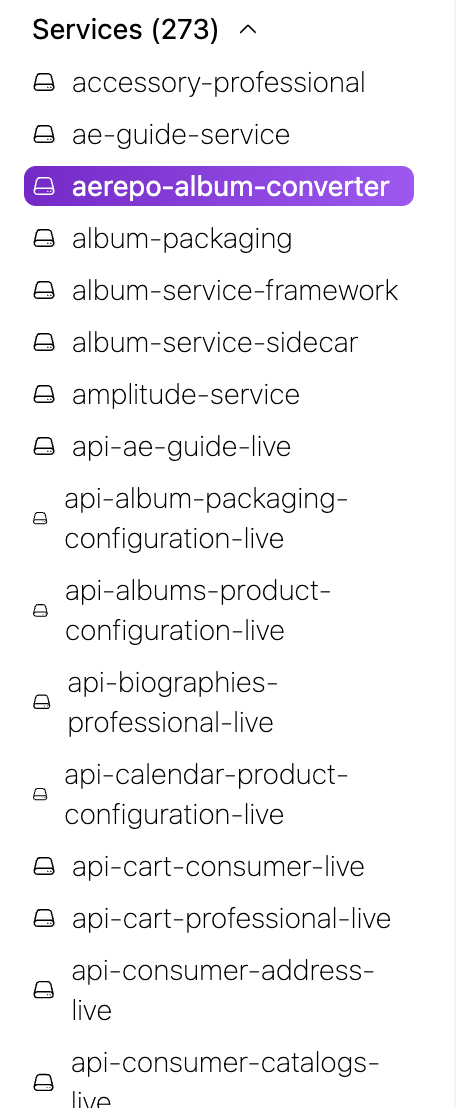 Services (273)
accessory-professional
ae-guide-service
aerepo-album-converter
album-packaging
album-service-framework
album-service-sidecar
amplitude-service
api-ae-guide-live
api-album-packaging-
configuration-live
api-albums-product-
configuration-live
api-biographies-
professional-live
api-calendar-product-
configuration-live
api-cart-consumer-live
api-cart-professional-live
api-consumer-address-
live
api-consumer-catalogs-
live